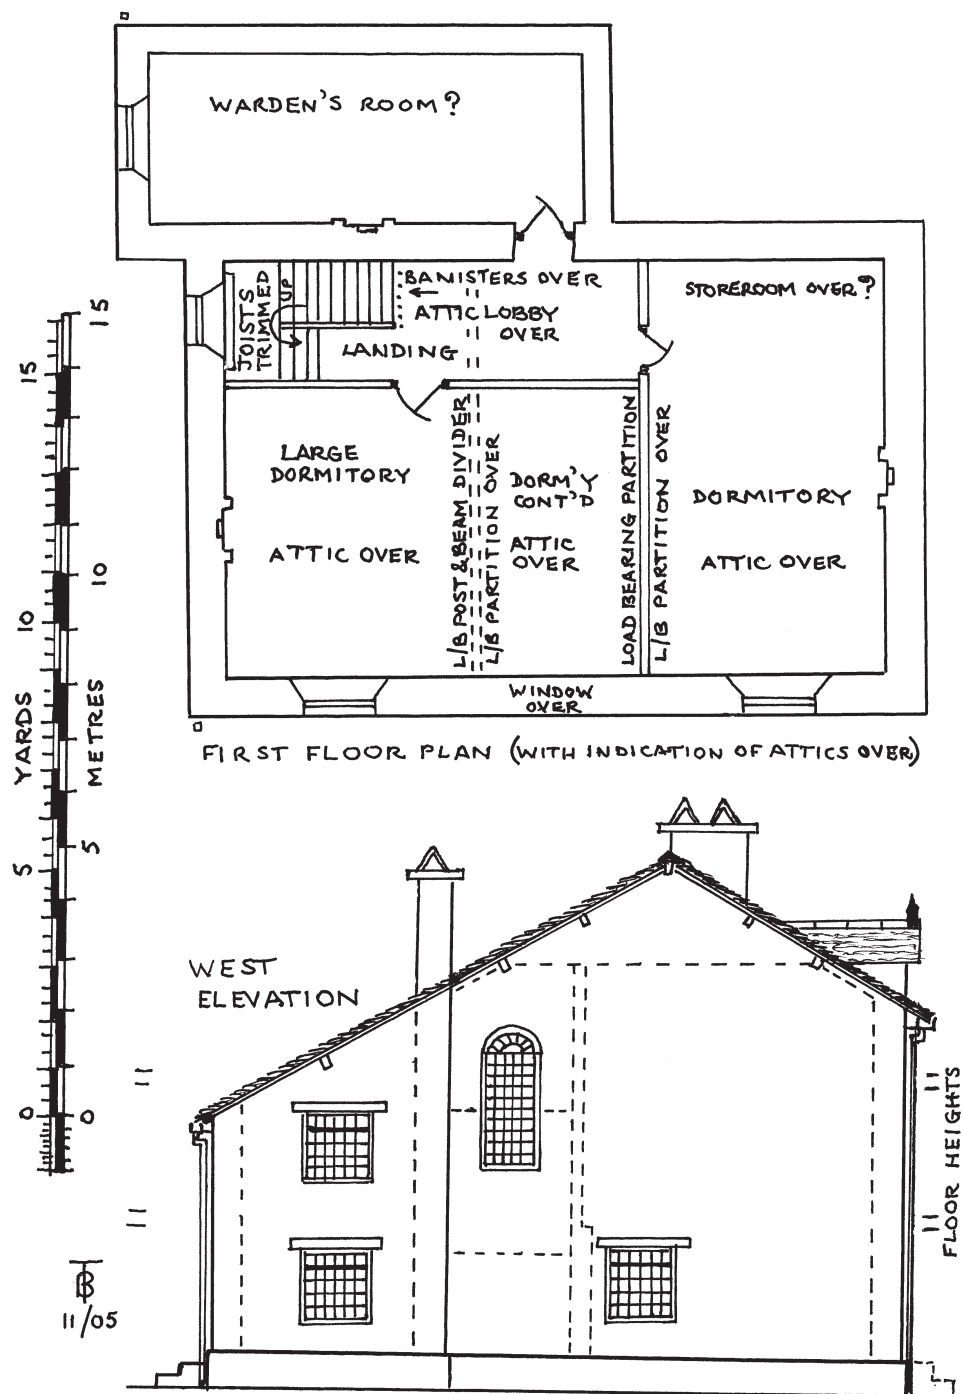 WARDEN'S ROOM?
JOISTS
TRIMMED
UP
BANISTERS OVER
ATTIC LOBBY
OVER
LANDING
STOREROOM OVER?
LARGE
DORMITORY
ATTIC OVER
L/B POST & BEAM DIVIDER
L/B PARTITION OVER
DORM'Y
CONT'D
ATTIC
OVER
LOAD BEARING PARTITION
L/B PARTITION OVER
DORMITORY
ATTIC OVER
WINDOW
OVER
FIRST FLOOR PLAN (WITH INDICATION OF ATTICS OVER)
15
15
10
10
YARDS
METRES
5
5
0
0
WEST
ELEVATION
FLOOR HEIGHTS
TB
11/05